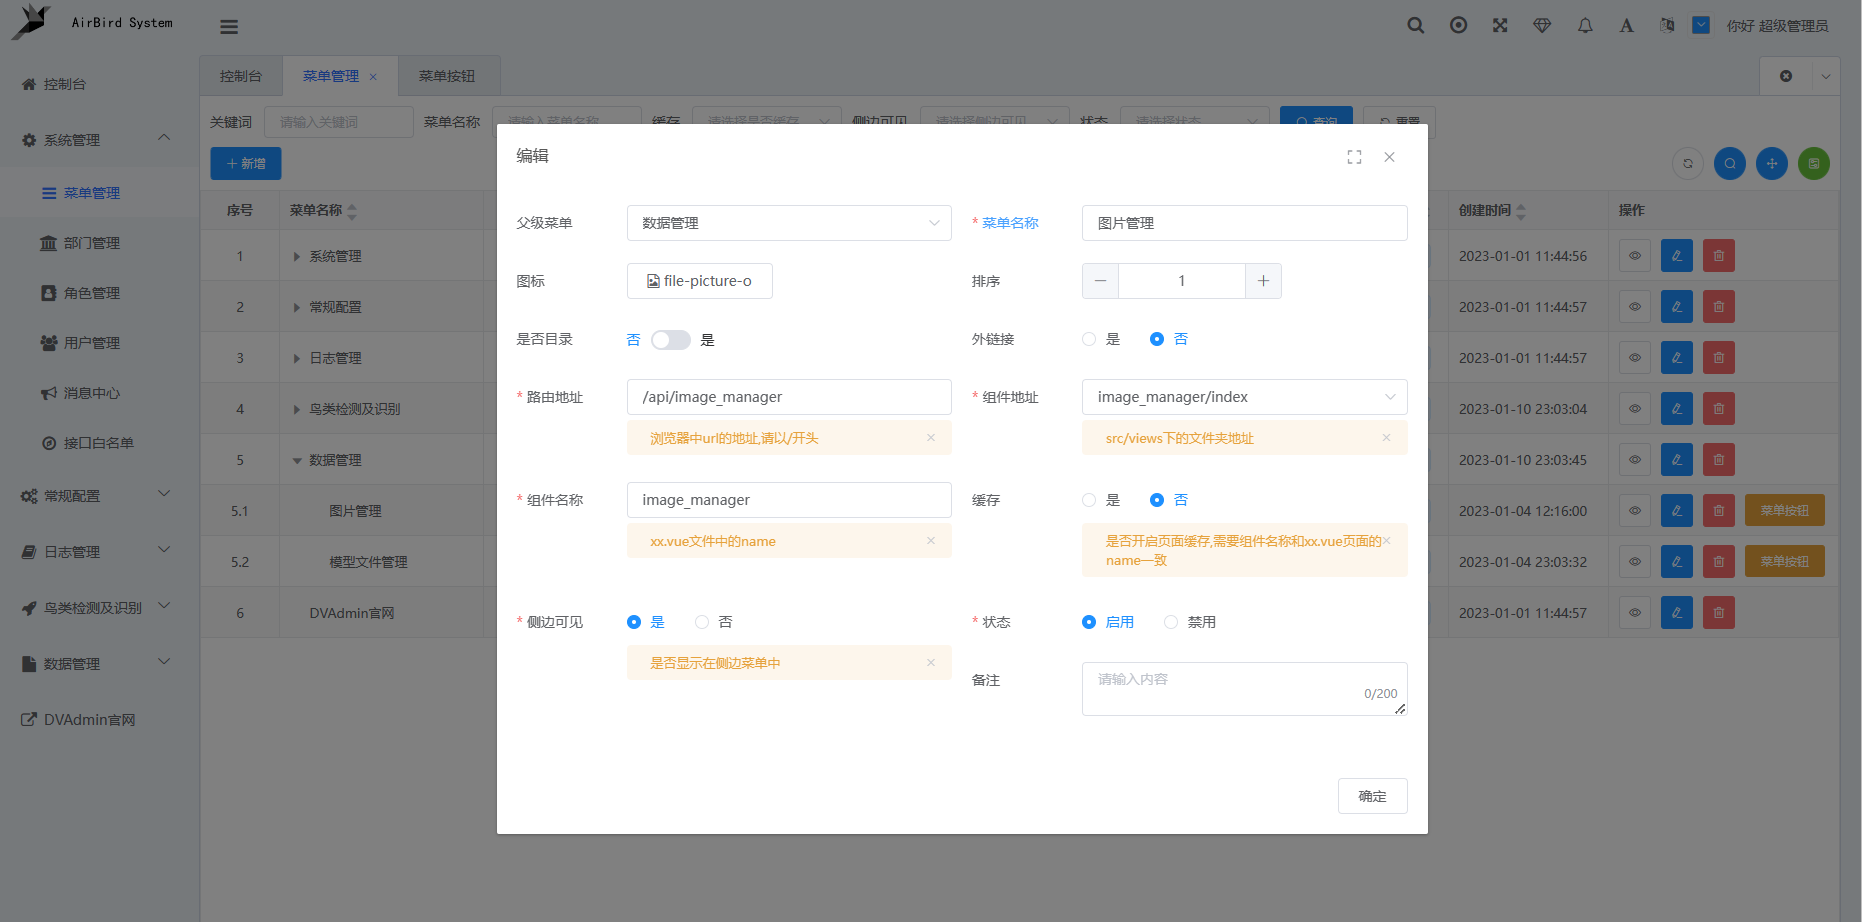 AirBird System
你好 超级管理员
控制台
系统管理
菜单管理
部门管理
角色管理
用户管理
消息中心
接口白名单
常规配置
日志管理
鸟类检测及识别
数据管理
DVAdmin官网
控制台
菜单管理
菜单按钮
关键词
请输入关键词
菜单名称
请输入菜单名称
缓存
请选择是否缓存
侧边可见
请选择侧边可见
状态
请选择状态
查询
重置
新增
序号
菜单名称
创建时间
操作
1
系统管理
2023-01-01 11:44:56
2
常规配置
2023-01-01 11:44:57
3
日志管理
2023-01-01 11:44:57
4
鸟类检测及识别
2023-01-10 23:03:04
5
数据管理
2023-01-10 23:03:45
5.1
图片管理
2023-01-04 12:16:00
菜单按钮
5.2
模型文件管理
2023-01-04 23:03:32
菜单按钮
6
DVAdmin官网
2023-01-01 11:44:57
编辑
父级菜单
数据管理
* 菜单名称
图片管理
图标
file-picture-o
排序
1
是否目录
否
是
外链接
是
否
* 路由地址
/api/image_manager
浏览器中url的地址,请以/开头
* 组件地址
image_manager/index
src/views下的文件夹地址
* 组件名称
image_manager
xx.vue文件中的name
缓存
是
否
是否开启页面缓存,需要组件名称和xx.vue页面的
name一致
* 侧边可见
是
否
是否显示在侧边菜单中
* 状态
启用
禁用
备注
请输入内容
0/200
确定